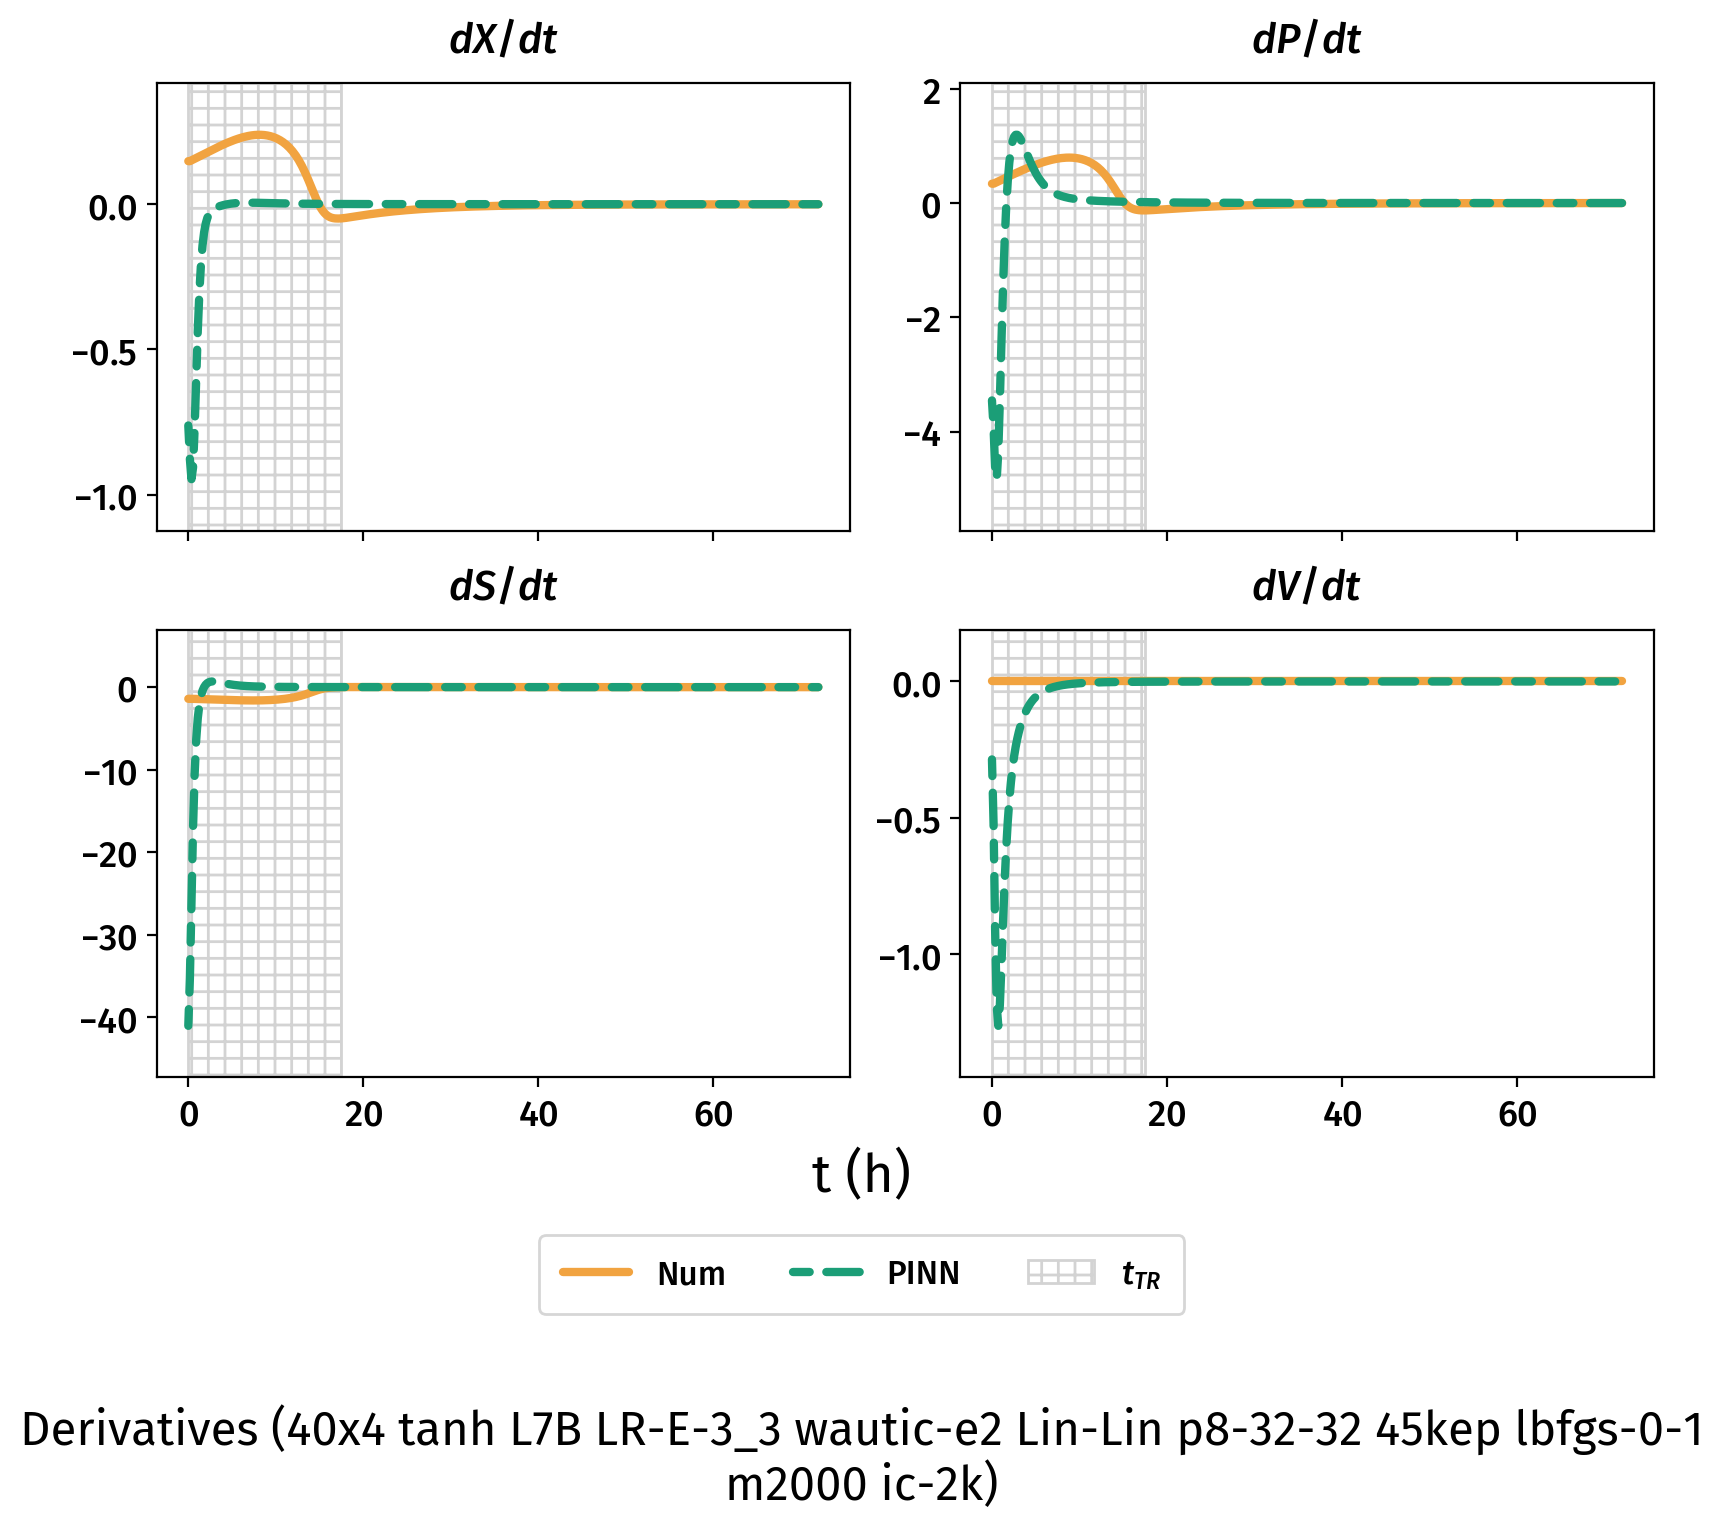 dX/dt
dP/dt
0.0
−0.5
−1.0
2
0
−2
−4
dS/dt
dV/dt
0
−10
−20
−30
−40
0.0
−0.5
−1.0
0 20 40 60
0 20 40 60
t (h)
Num PINN t_TR
Derivatives (40x4 tanh L7B LR-E-3_3 wautic-e2 Lin-Lin p8-32-32 45kep lbfgs-0-1
m2000 ic-2k)